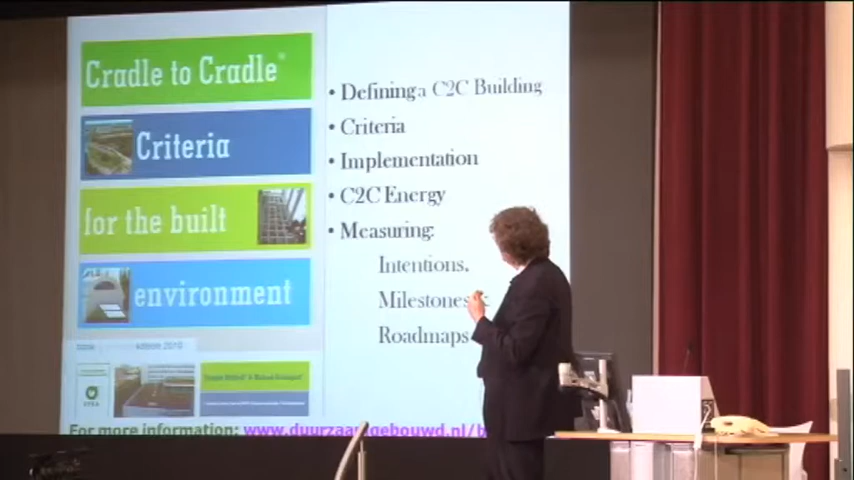 Cradle to Cradle®
Criteria
for the built
environment
• Defining a C2C Building
• Criteria
• Implementation
• C2C Energy
• Measuring:
Intentions,
Milestones
Roadmaps
For more information www.duurzaamgebouwd.nl/